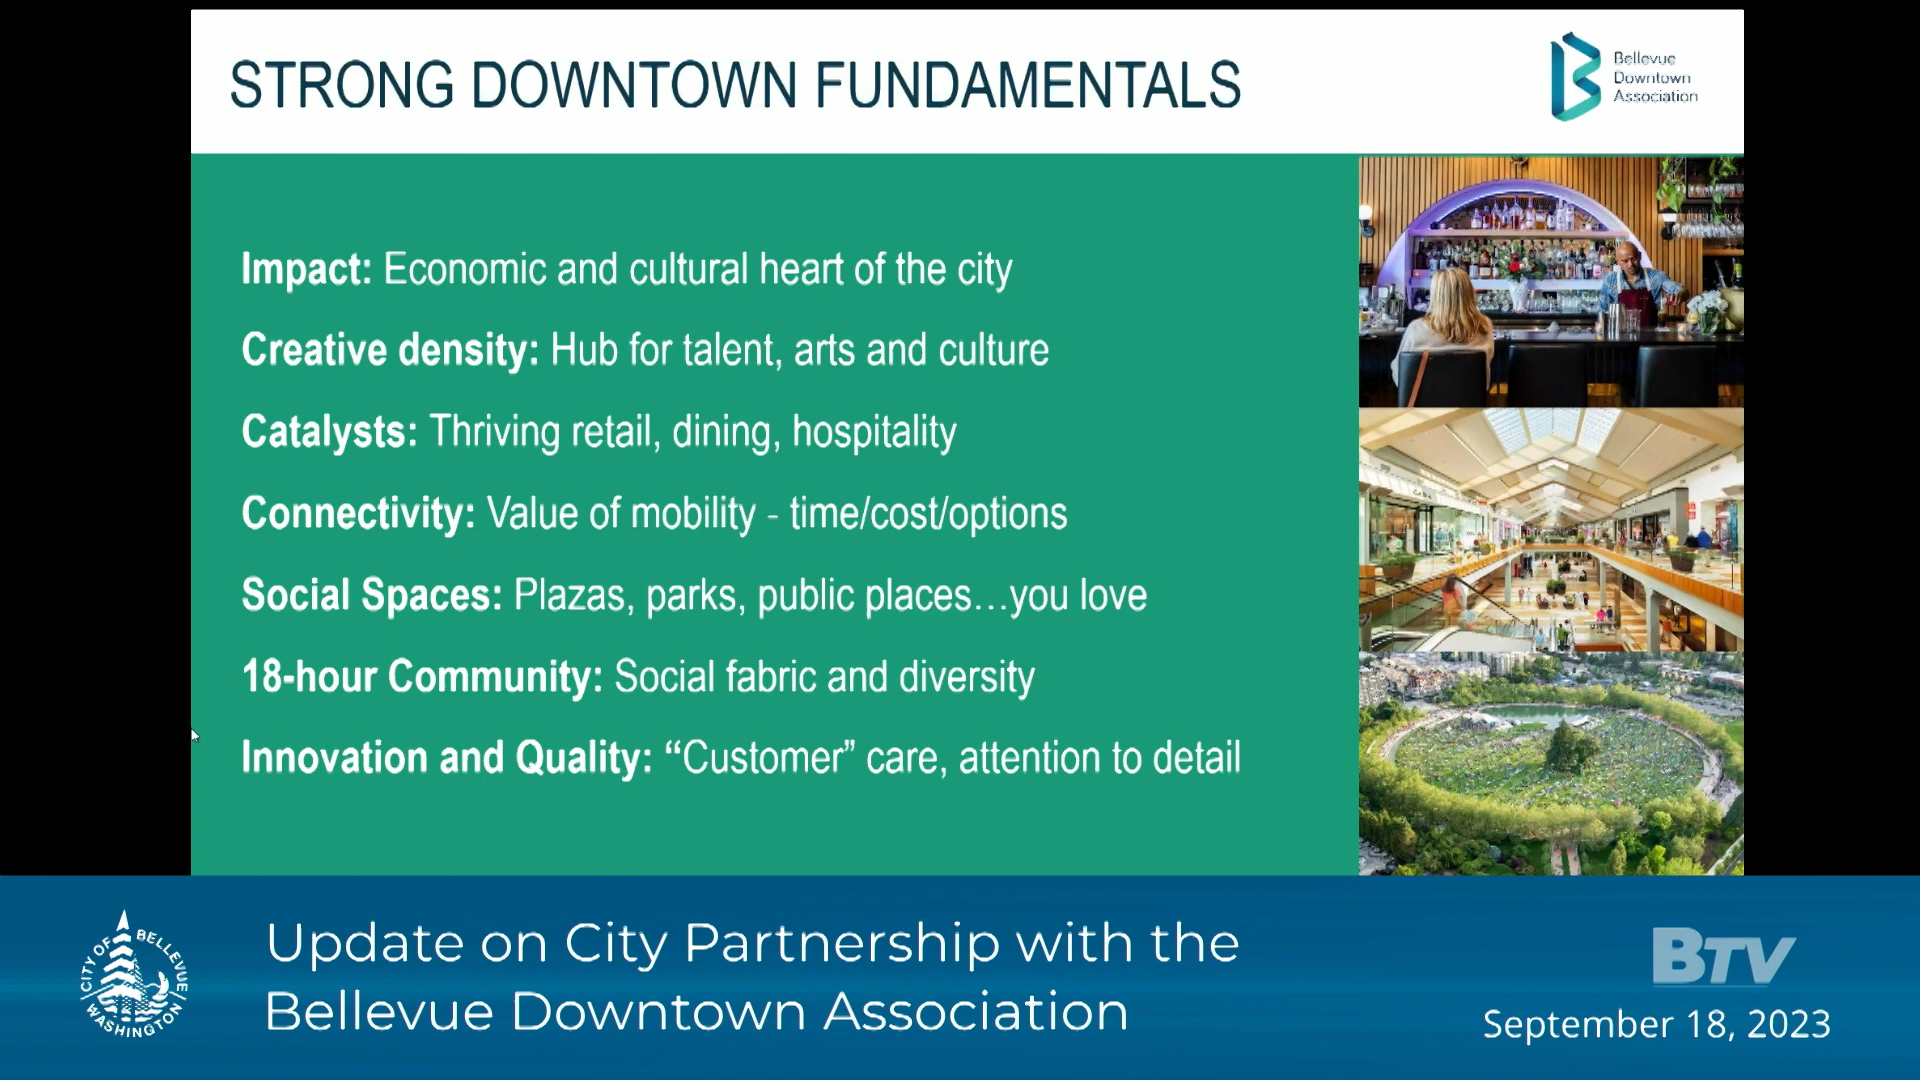 STRONG DOWNTOWN FUNDAMENTALS
Bellevue
Downtown
Association
Impact: Economic and cultural heart of the city
Creative density: Hub for talent, arts and culture
Catalysts: Thriving retail, dining, hospitality
Connectivity: Value of mobility - time/cost/options
Social Spaces: Plazas, parks, public places…you love
18-hour Community: Social fabric and diversity
Innovation and Quality: “Customer” care, attention to detail
CITY OF BELLEVUE
WASHINGTON
Update on City Partnership with the
Bellevue Downtown Association
BTV
September 18, 2023